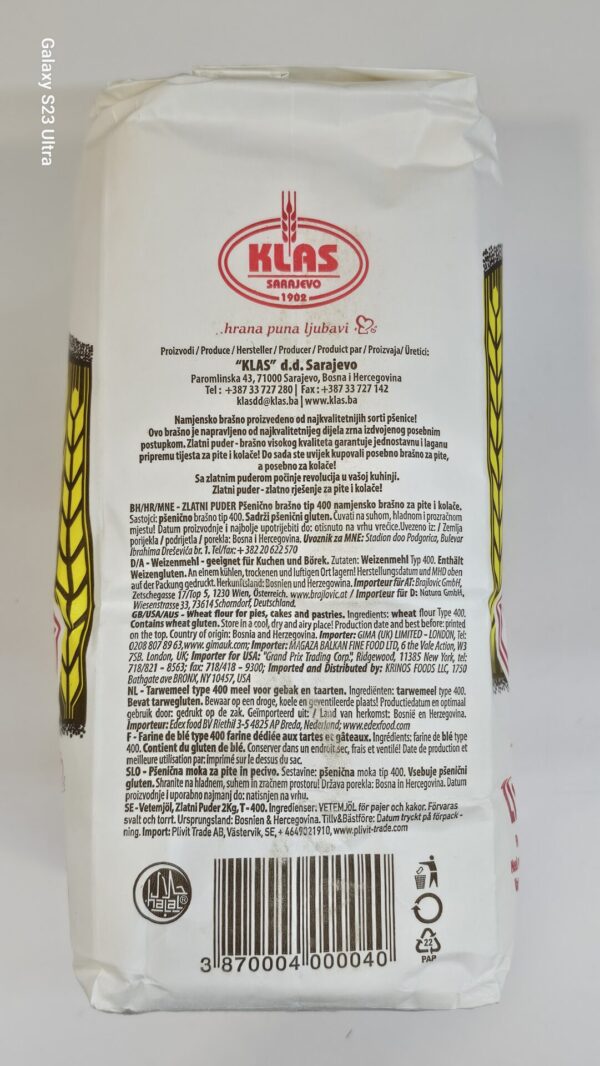 Galaxy S23 Ultra
KLAS
SARAJEVO
1902
..hrana puna ljubavi
Proizvodi / Produce / Hersteller / Producer / Produict par / Proizvaja/ Üretici:
"KLAS" d.d. Sarajevo
Paromlinska 43, 71000 Sarajevo, Bosna i Hercegovina
Tel : +387 33 727 280 | Fax : +387 33 727 142
klasdd@klas.ba | www.klas.ba
Namjensko brašno proizvedeno od najkvalitetnijih sorti pšenice!
Ovo brašno je napravljeno od najkvalitetnijeg dijela zrna izdvojenog posebnim
postupkom. Zlatni puder - brašno visokog kvaliteta garantuje jednostavnu i laganu
pripremu tijesta za pite i kolače! Do sada ste uvijek kupovali posebno brašno za pite,
a posebno za kolače!
Sa zlatnim puderom počinje revolucija u vašoj kuhinji.
Zlatni puder - zlatno rješenje za pite i kolače!
BH/HR/MNE - ZLATNI PUDER Pšenično brašno tip 400 namjensko brašno za pite i kolače.
Sastojci: pšenično brašno tip 400. Sadrži pšenični gluten. Čuvati na suhom, hladnom i prozračnom
mjestu! Datum proizvodnje i najbolje upotrijebiti do: otisnuto na vrhu vrećice.Uvezeno iz: / Zemlja
porijekla / podrijetla / porekla: Bosna i Hercegovina. Uvoznik za MNE: Stadion doo Podgorica, Bulevar
Ibrahima Dreševića br. 1. Tel/fax: + 382 20 622 570
D/A - Weizenmehl - geeignet für Kuchen und Börek. Zutaten: Weizenmehl Typ 400. Enthält
Weizengluten. An einem kühlen, trockenen und luftigen Ort lagern! Herstellungsdatum und MHD oben
auf der Packung gedruckt. Herkunftsland: Bosnien und Herzegowina. Importeur für AT: Brajlovic GmbH,
Zetschegasse 17/Top 5, 1230 Wien, Österreich. www.brajlovic.at / Importeur für D: Natura GmbH,
Wiesenstrasse 33, 73614 Schorndorf, Deutschland.
GB/USA/AUS - Wheat flour for pies, cakes and pastries. Ingredients: wheat flour Type 400.
Contains wheat gluten. Store in a cool, dry and airy place! Production date and best before: printed
on the top. Country of origin: Bosnia and Herzegovina. Importer: GIMA (UK) LIMITED - LONDON, Tel:
0208 807 89 63, www.gimauk.com; Importer: MAGAZA BALKAN FINE FOOD LTD, 6 the Vale Action, W3
7SB. London, UK; Importer for USA: "Grand Prix Trading Corp.", Ridgewood, 11385 New York, tel:
718/821 - 8563; fax: 718/418 - 9300; Imported and Distributed by: KRINOS FOODS LLC, 1750
Bathgate ave BRONX, NY 10457, USA
NL - Tarwemeel type 400 meel voor gebak en taarten. Ingrediënten: tarwemeel type 400.
Bevat tarwegluten. Bewaar op een droge, koele en geventileerde plaats! Productiedatum en optimaal
gebruik door: gedrukt op de zak. Geïmporteerd uit: / Land van herkomst: Bosnië en Herzegovina.
Importeur: Edex food BV Riethil 3-5 4825 AP Breda, Nederland; www.edexfood.com
F - Farine de blé type 400 farine dédiée aux tartes et gâteaux. Ingrédients: farine de blé type
400. Contient du gluten de blé. Conserver dans un endroit sec, frais et ventilé! Date de production et
meilleure utilisation par: imprimé sur le dessus du sac.
SLO - Pšenična moka za pite in pecivo. Sestavine: pšenična moka tip 400. Vsebuje pšenični
gluten. Shranite na hladnem, suhem in zračnem prostoru! Država porekla: Bosna in Hercegovina. Datum
proizvodnje i uporabno najmanj do: natisnjen na vrhu.
SE - Vetemjöl, Zlatni Puder 2Kg, T - 400. Ingredienser: VETEMJÖL för pajer och kakor. Förvaras
svalt och torrt. Ursprungsland: Bosnien & Hercegovina. Tillv&Bästföre: Datum tryckt på förpack -
ning. Import: Plivit Trade AB, Västervik, SE, + 4649021910, www.plivit-trade.com
حلال
halal®
3 870004 000040
22
PAP